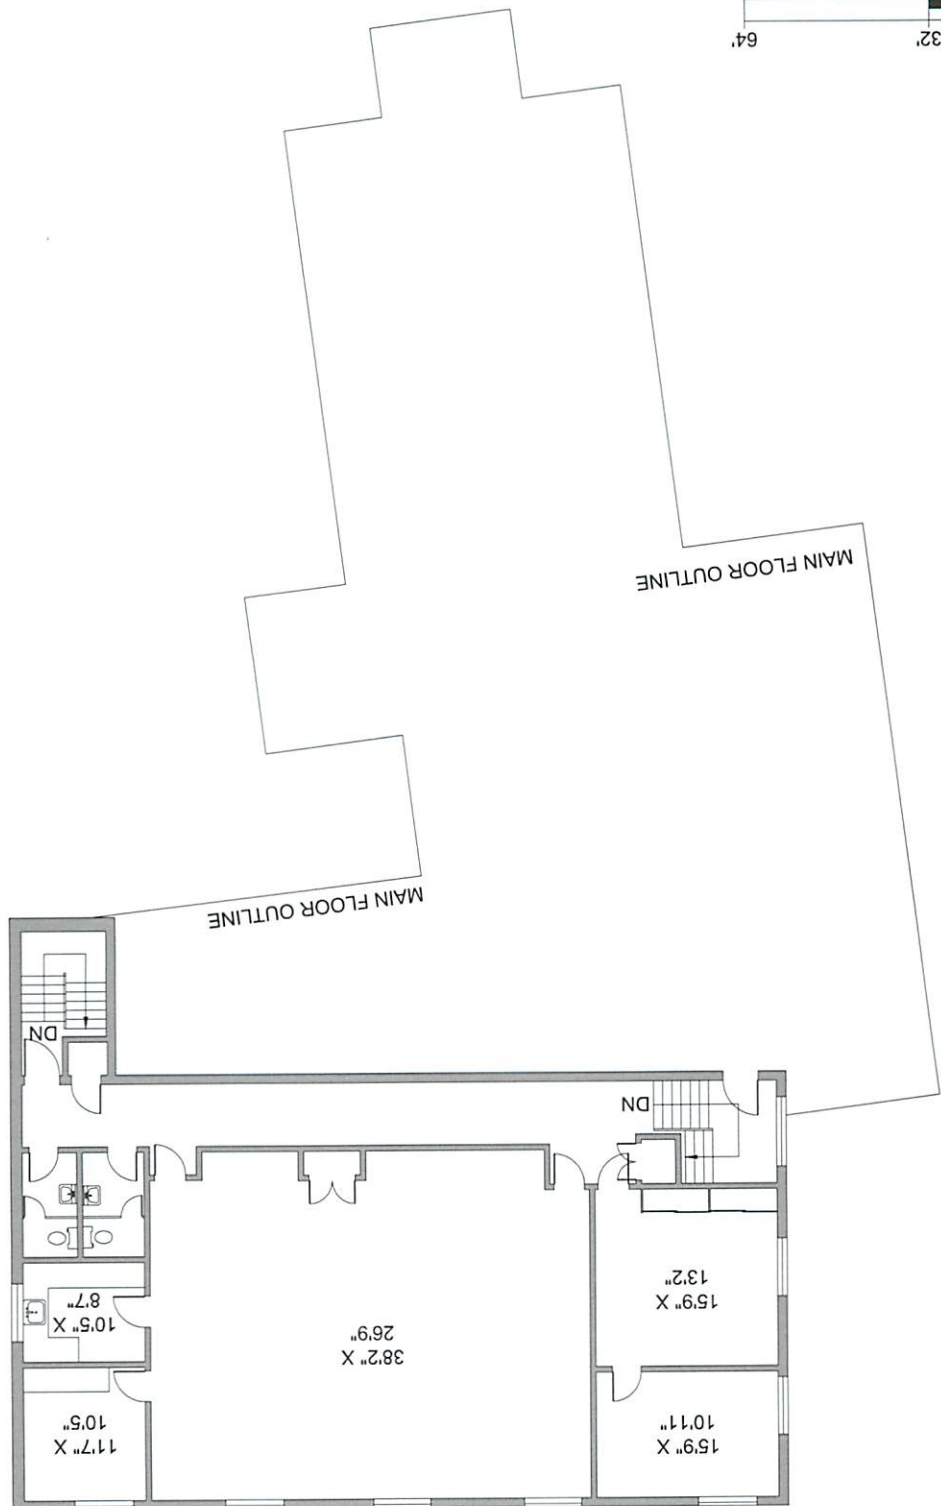 15'9" X
10'11"
11'7" X
10'5"
38'2" X
26'9"
15'9" X
13'2"
10'5" X
8'7"
DN
DN
MAIN FLOOR OUTLINE
MAIN FLOOR OUTLINE
32' 64'